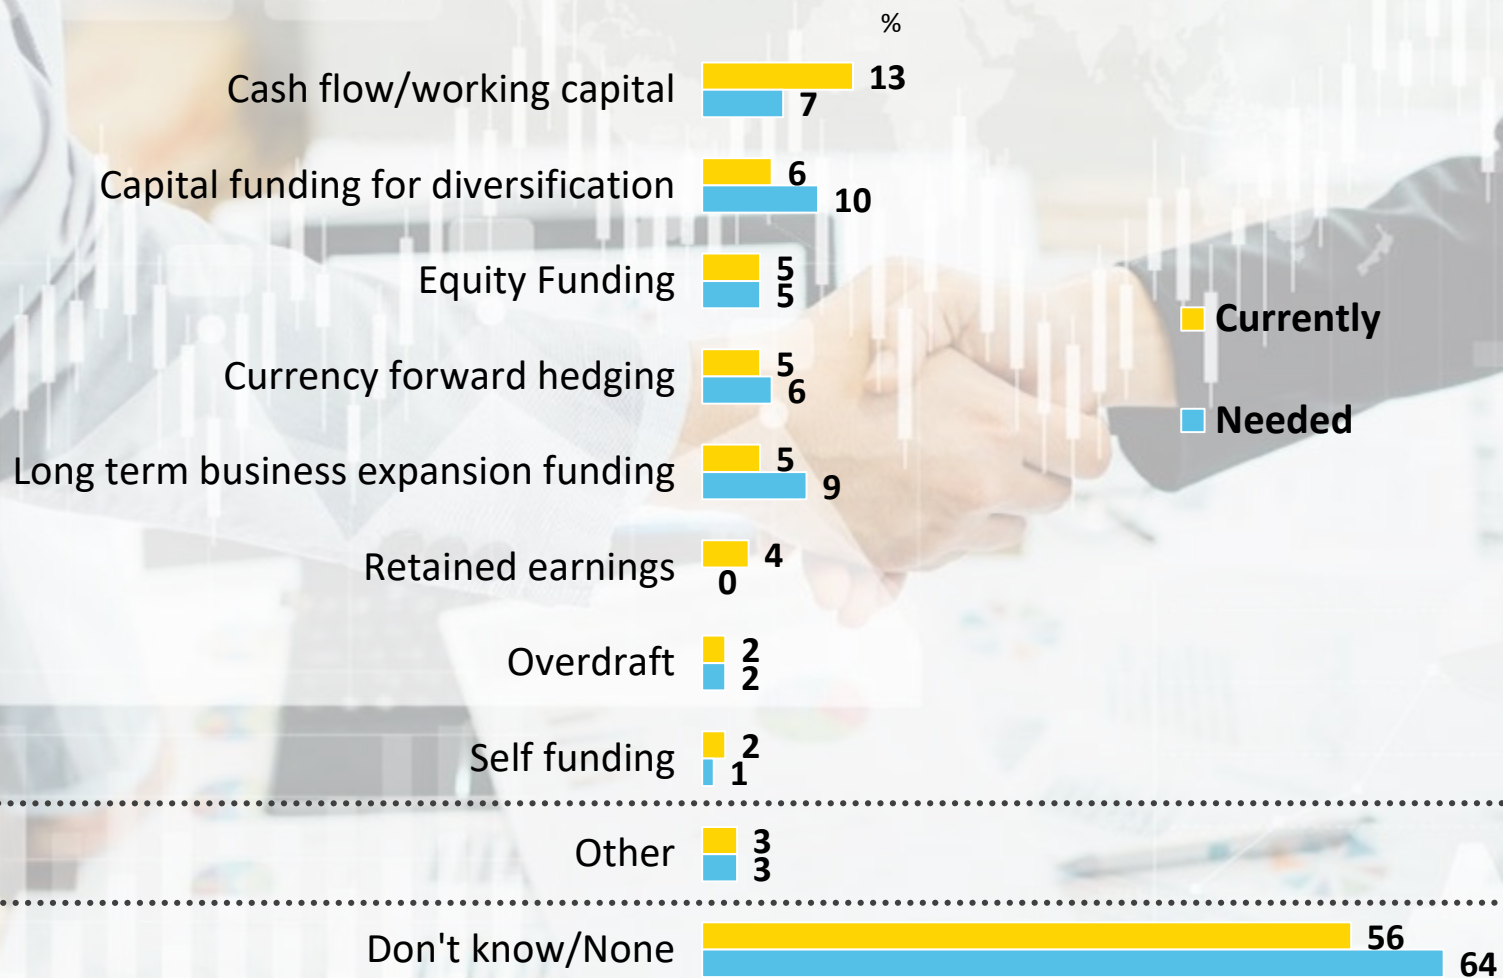 %
Cash flow/working capital
13
7
Capital funding for diversification
6
10
Equity Funding
5
5
Currency forward hedging
5
6
Long term business expansion funding
5
9
Retained earnings
4
0
Overdraft
2
2
Self funding
2
1
Other
3
3
Don't know/None
56
64
Currently
Needed